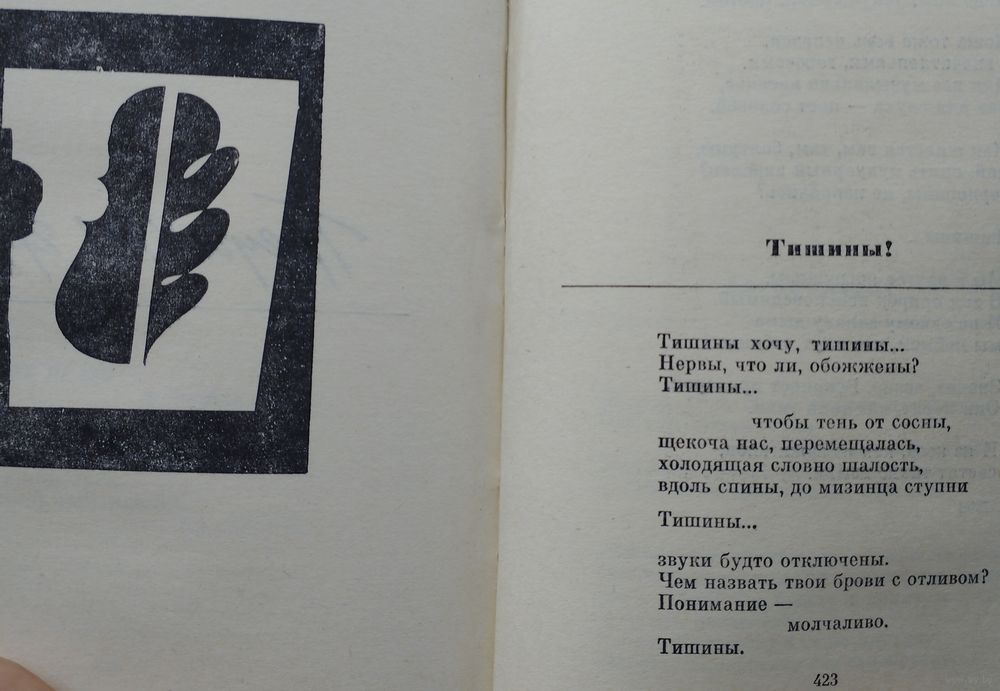 Тишины!
Тишины хочу, тишины...
Нервы, что ли, обожжены?
Тишины...
чтобы тень от сосны,
щекоча нас, перемещалась,
холодящая словно шалость,
вдоль спины, до мизинца ступни
Тишины...
звуки будто отключены.
Чем назвать твои брови с отливом?
Понимание —
молчаливо.
Тишины.
423